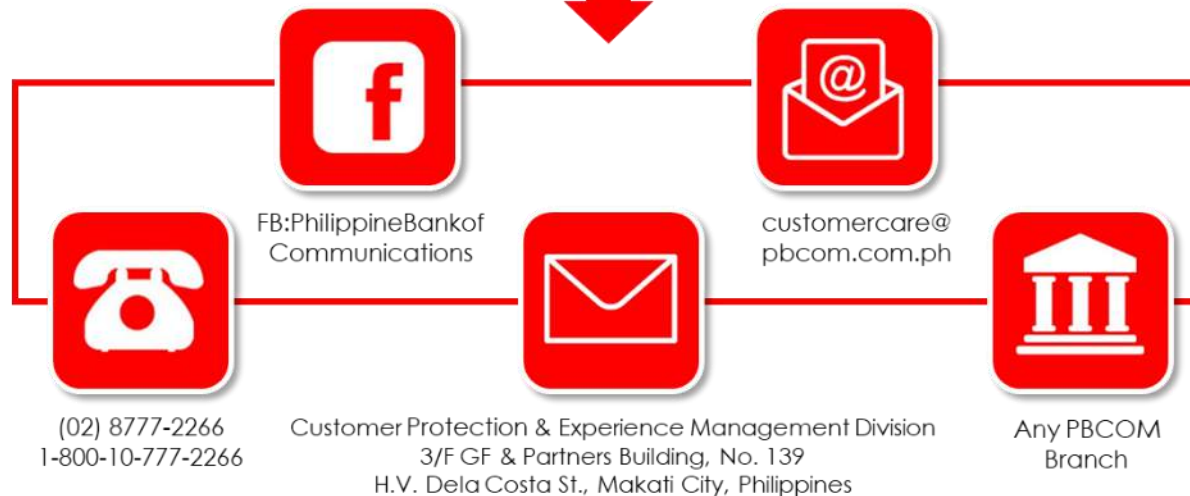 f
@
FB:PhilippineBankof
Communications
customercare@
pbcom.com.ph
(02) 8777-2266
1-800-10-777-2266
Customer Protection & Experience Management Division
3/F GF & Partners Building, No. 139
H.V. Dela Costa St., Makati City, Philippines
Any PBCOM
Branch